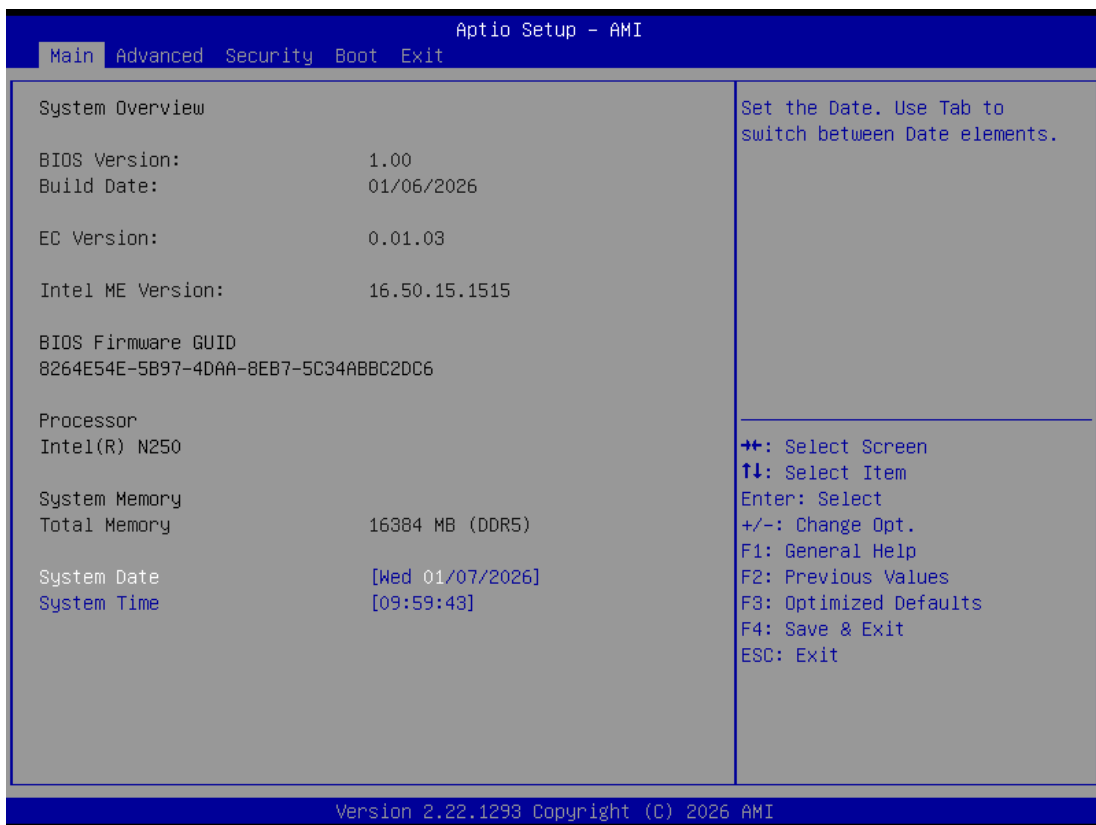 Aptio Setup – AMI
Main Advanced Security Boot Exit
System Overview
BIOS Version: 1.00
Build Date: 01/06/2026
EC Version: 0.01.03
Intel ME Version: 16.50.15.1515
BIOS Firmware GUID
8264E54E-5B97-4DAA-8EB7-5C34ABBC2DC6
Processor
Intel(R) N250
System Memory
Total Memory 16384 MB (DDR5)
System Date [Wed 01/07/2026]
System Time [09:59:43]
Set the Date. Use Tab to
switch between Date elements.
→←: Select Screen
↑↓: Select Item
Enter: Select
+/-: Change Opt.
F1: General Help
F2: Previous Values
F3: Optimized Defaults
F4: Save & Exit
ESC: Exit
Version 2.22.1293 Copyright (C) 2026 AMI